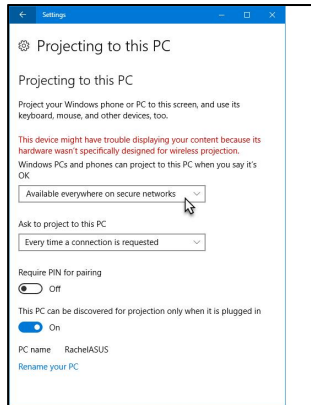 Settings
Projecting to this PC
Projecting to this PC
Project your Windows phone or PC to this screen, and use its
keyboard, mouse, and other devices, too.
This device might have trouble displaying your content because its
hardware wasn't specifically designed for wireless projection.
Windows PCs and phones can project to this PC when you say it's
OK
Available everywhere on secure networks
Ask to project to this PC
Every time a connection is requested
Require PIN for pairing
Off
This PC can be discovered for projection only when it is plugged in
On
PC name RachelASUS
Rename your PC